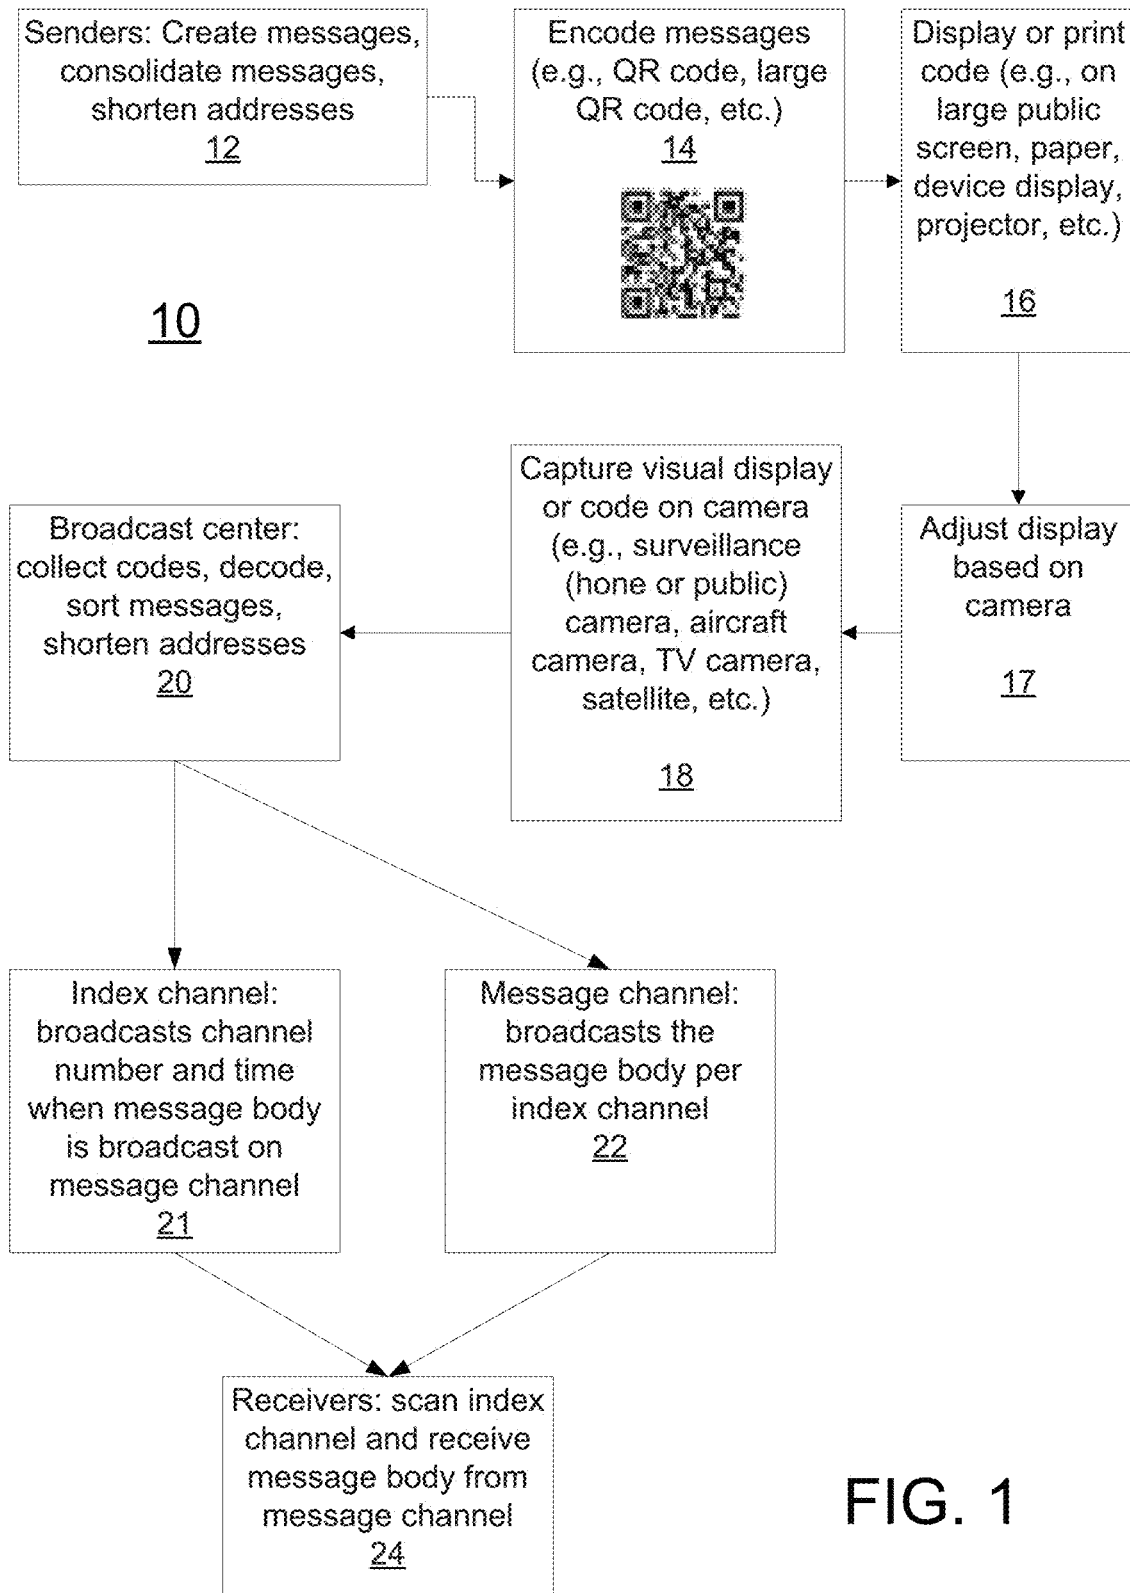 Senders: Create messages,
consolidate messages,
shorten addresses
12
Encode messages
(e.g., QR code, large
QR code, etc.)
14
Display or print
code (e.g., on
large public
screen, paper,
device display,
projector, etc.)
16
10
Adjust display
based on
camera
17
Capture visual display
or code on camera
(e.g., surveillance
(hone or public)
camera, aircraft
camera, TV camera,
satellite, etc.)
18
Broadcast center:
collect codes, decode,
sort messages,
shorten addresses
20
Index channel:
broadcasts channel
number and time
when message body
is broadcast on
message channel
21
Message channel:
broadcasts the
message body per
index channel
22
Receivers: scan index
channel and receive
message body from
message channel
24
FIG. 1